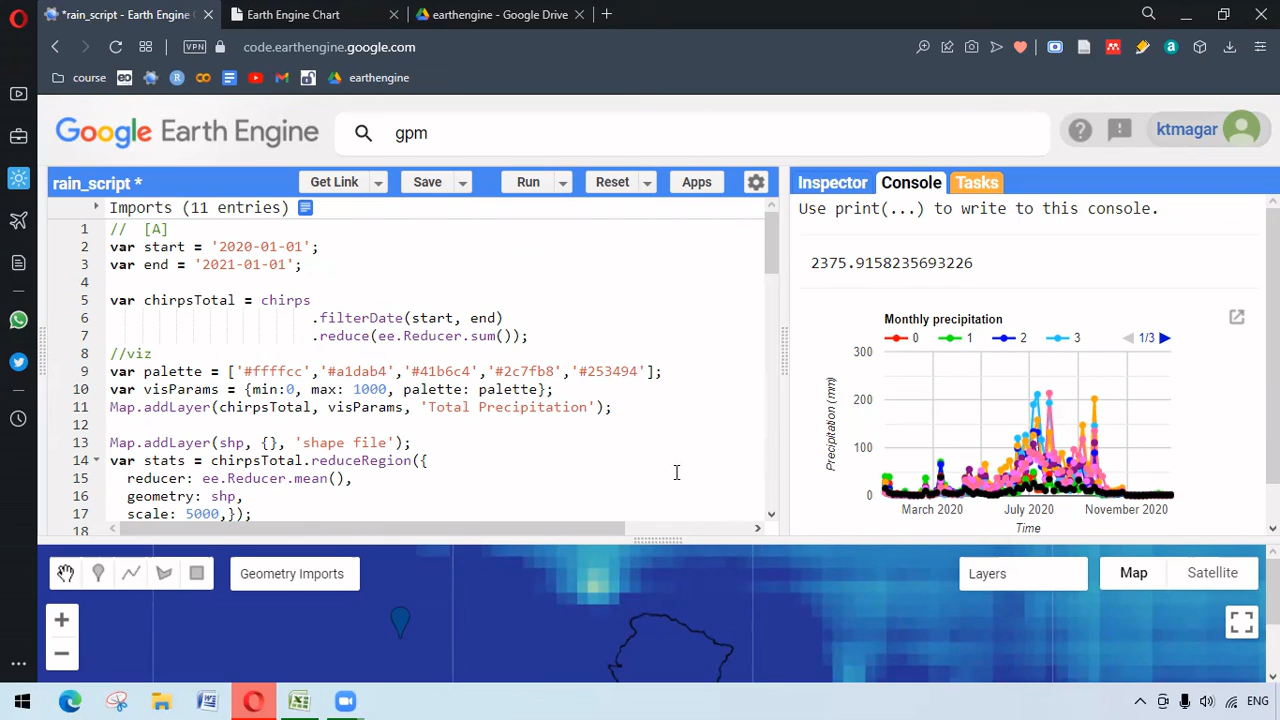 *rain_script - Earth Engine
Earth Engine Chart
earthengine - Google Drive
VPN
code.earthengine.google.com
course
earthengine
Google Earth Engine
gpm
ktmagar
rain_script *
Get Link
Save
Run
Reset
Apps
Inspector
Console
Tasks
Imports (11 entries)
Use print(...) to write to this console.
1 // [A]
2 var start = '2020-01-01';
3 var end = '2021-01-01';
4
5 var chirpsTotal = chirps
6 .filterDate(start, end)
7 .reduce(ee.Reducer.sum());
8 //viz
9 var palette = ['#ffffcc','#a1dab4','#41b6c4','#2c7fb8','#253494'];
10 var visParams = {min:0, max: 1000, palette: palette};
11 Map.addLayer(chirpsTotal, visParams, 'Total Precipitation');
12
13 Map.addLayer(shp, {}, 'shape file');
14 var stats = chirpsTotal.reduceRegion({
15 reducer: ee.Reducer.mean(),
16 geometry: shp,
17 scale: 5000,});
18
2375.9158235693226
Monthly precipitation
0 1 2 3 1/3
300
200
100
0
Precipitation (mm)
March 2020 July 2020 November 2020
Time
Geometry Imports
Layers
Map
Satellite
+
−
ENG